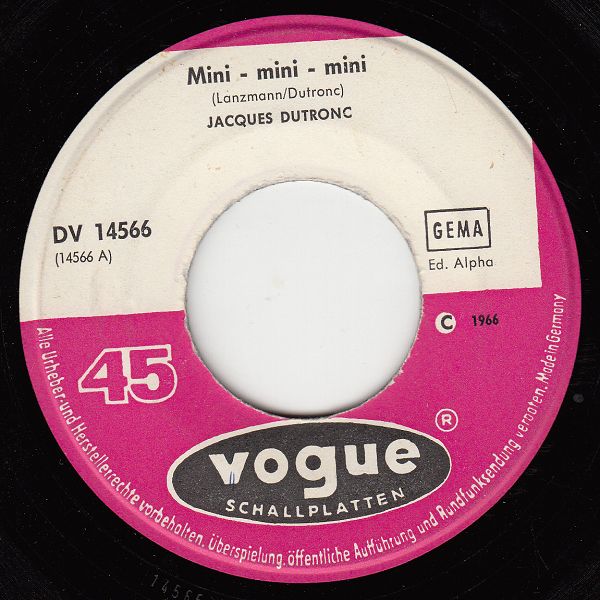 Mini - mini - mini
(Lanzmann/Dutronc)
JACQUES DUTRONC
DV 14566
(14566 A)
GEMA
Ed. Alpha
C 1966
45
®
vogue
SCHALLPLATTEN
Alle Urheber-und Herstellerrechte vorbehalten. Überspielung, öffentliche Aufführung und Rundfunksendung verboten. Made in Germany